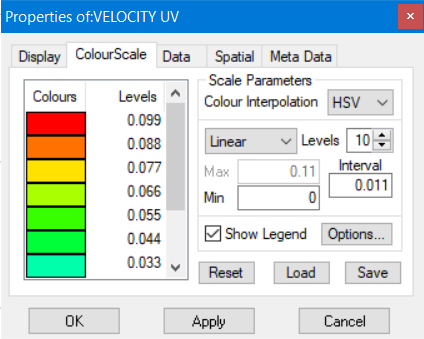 Properties of:VELOCITY UV
Display ColourScale Data Spatial Meta Data
Colours Levels
0.099
0.088
0.077
0.066
0.055
0.044
0.033
Scale Parameters
Colour Interpolation HSV
Linear Levels 10
Max 0.11 Interval
0.011
Min 0
Show Legend Options...
Reset Load Save
OK Apply Cancel